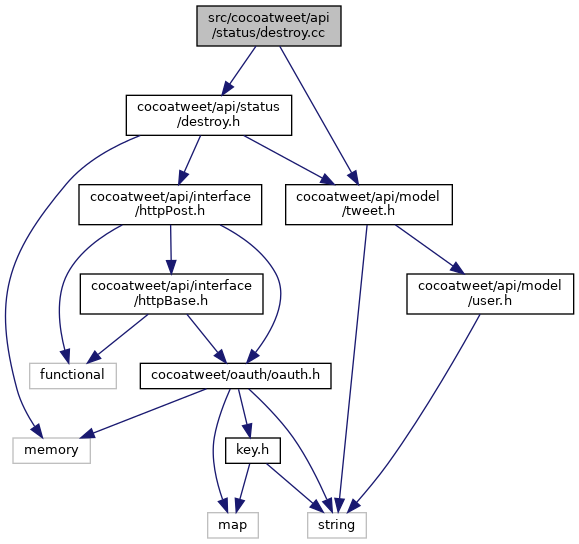 src/cocoatweet/api
/status/destroy.cc
cocoatweet/api/status
/destroy.h
cocoatweet/api/interface
/httpPost.h
cocoatweet/api/model
/tweet.h
cocoatweet/api/interface
/httpBase.h
cocoatweet/api/model
/user.h
functional
cocoatweet/oauth/oauth.h
memory
key.h
map
string